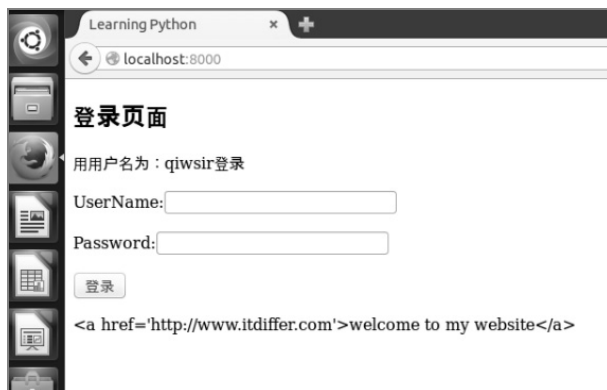 Learning Python
localhost:8000
登录页面
用用户名为：qiwsir登录
UserName:
Password:
登录
<a href='http://www.itdiffer.com'>welcome to my website</a>